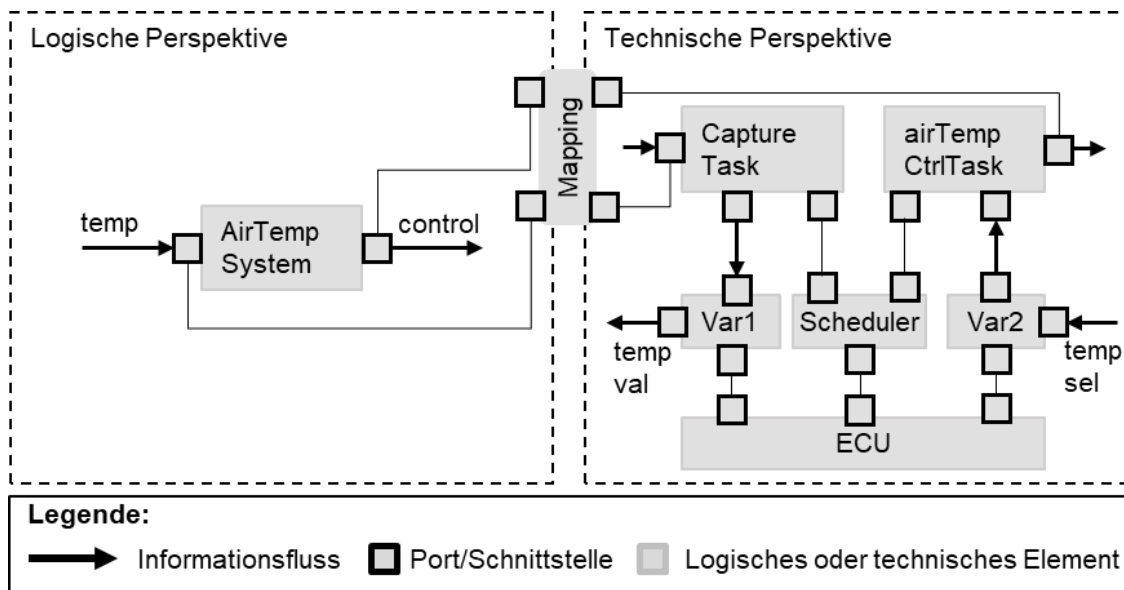 Logische Perspektive
Technische Perspektive
Mapping
Capture
Task
airTemp
CtrlTask
temp
AirTemp
System
control
Var1
Scheduler
Var2
temp
val
temp
sel
ECU
Legende:
Informationsfluss
Port/Schnittstelle
Logisches oder technisches Element